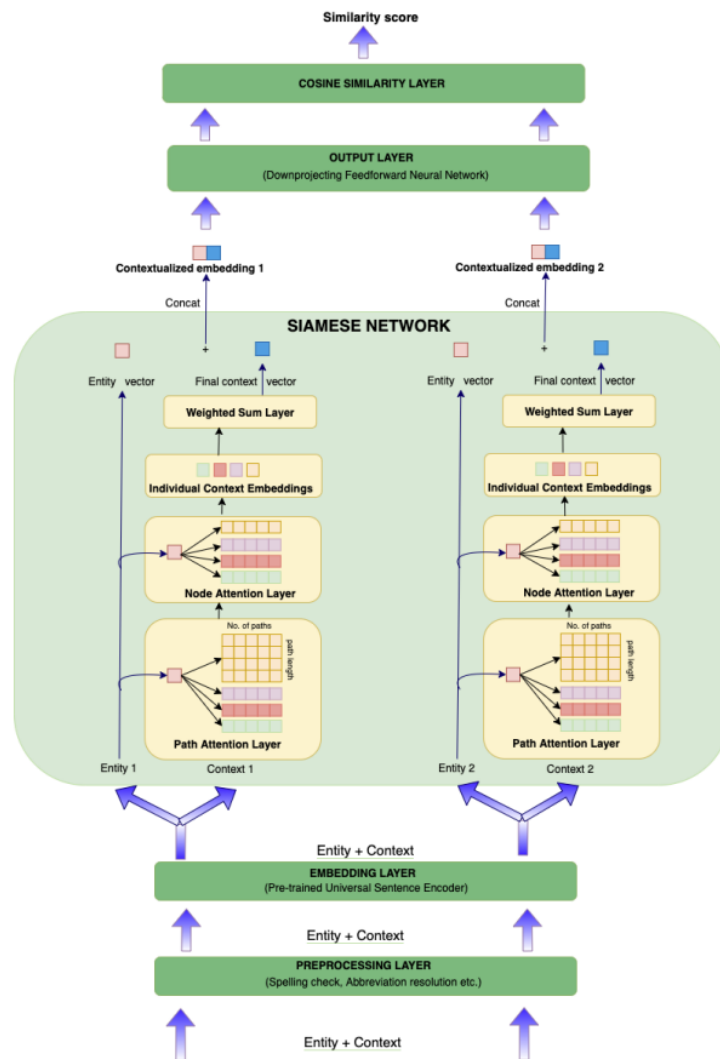 Similarity score
COSINE SIMILARITY LAYER
OUTPUT LAYER
(Downprojecting Feedforward Neural Network)
Contextualized embedding 1
Contextualized embedding 2
Concat
Concat
SIAMESE NETWORK
+
+
Entity vector
Final context vector
Entity vector
Final context vector
Weighted Sum Layer
Weighted Sum Layer
Individual Context Embeddings
Individual Context Embeddings
Node Attention Layer
Node Attention Layer
No. of paths
No. of paths
path length
path length
Path Attention Layer
Path Attention Layer
Entity 1
Context 1
Entity 2
Context 2
Entity + Context
EMBEDDING LAYER
(Pre-trained Universal Sentence Encoder)
Entity + Context
PREPROCESSING LAYER
(Spelling check, Abbreviation resolution etc.)
Entity + Context